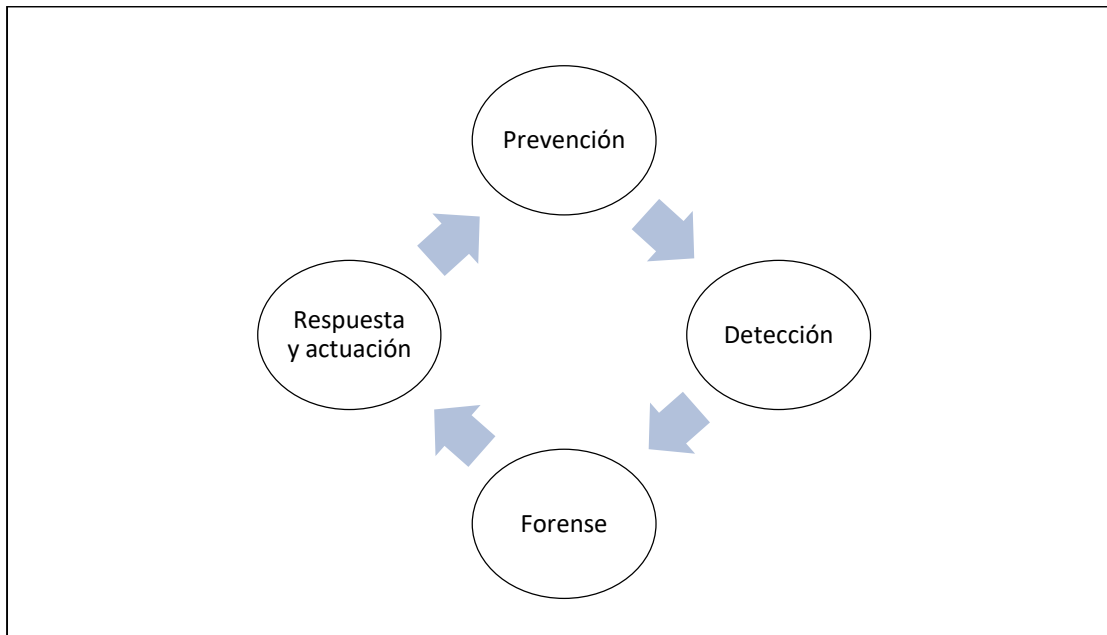 Prevención
Detección
Forense
Respuesta
y actuación